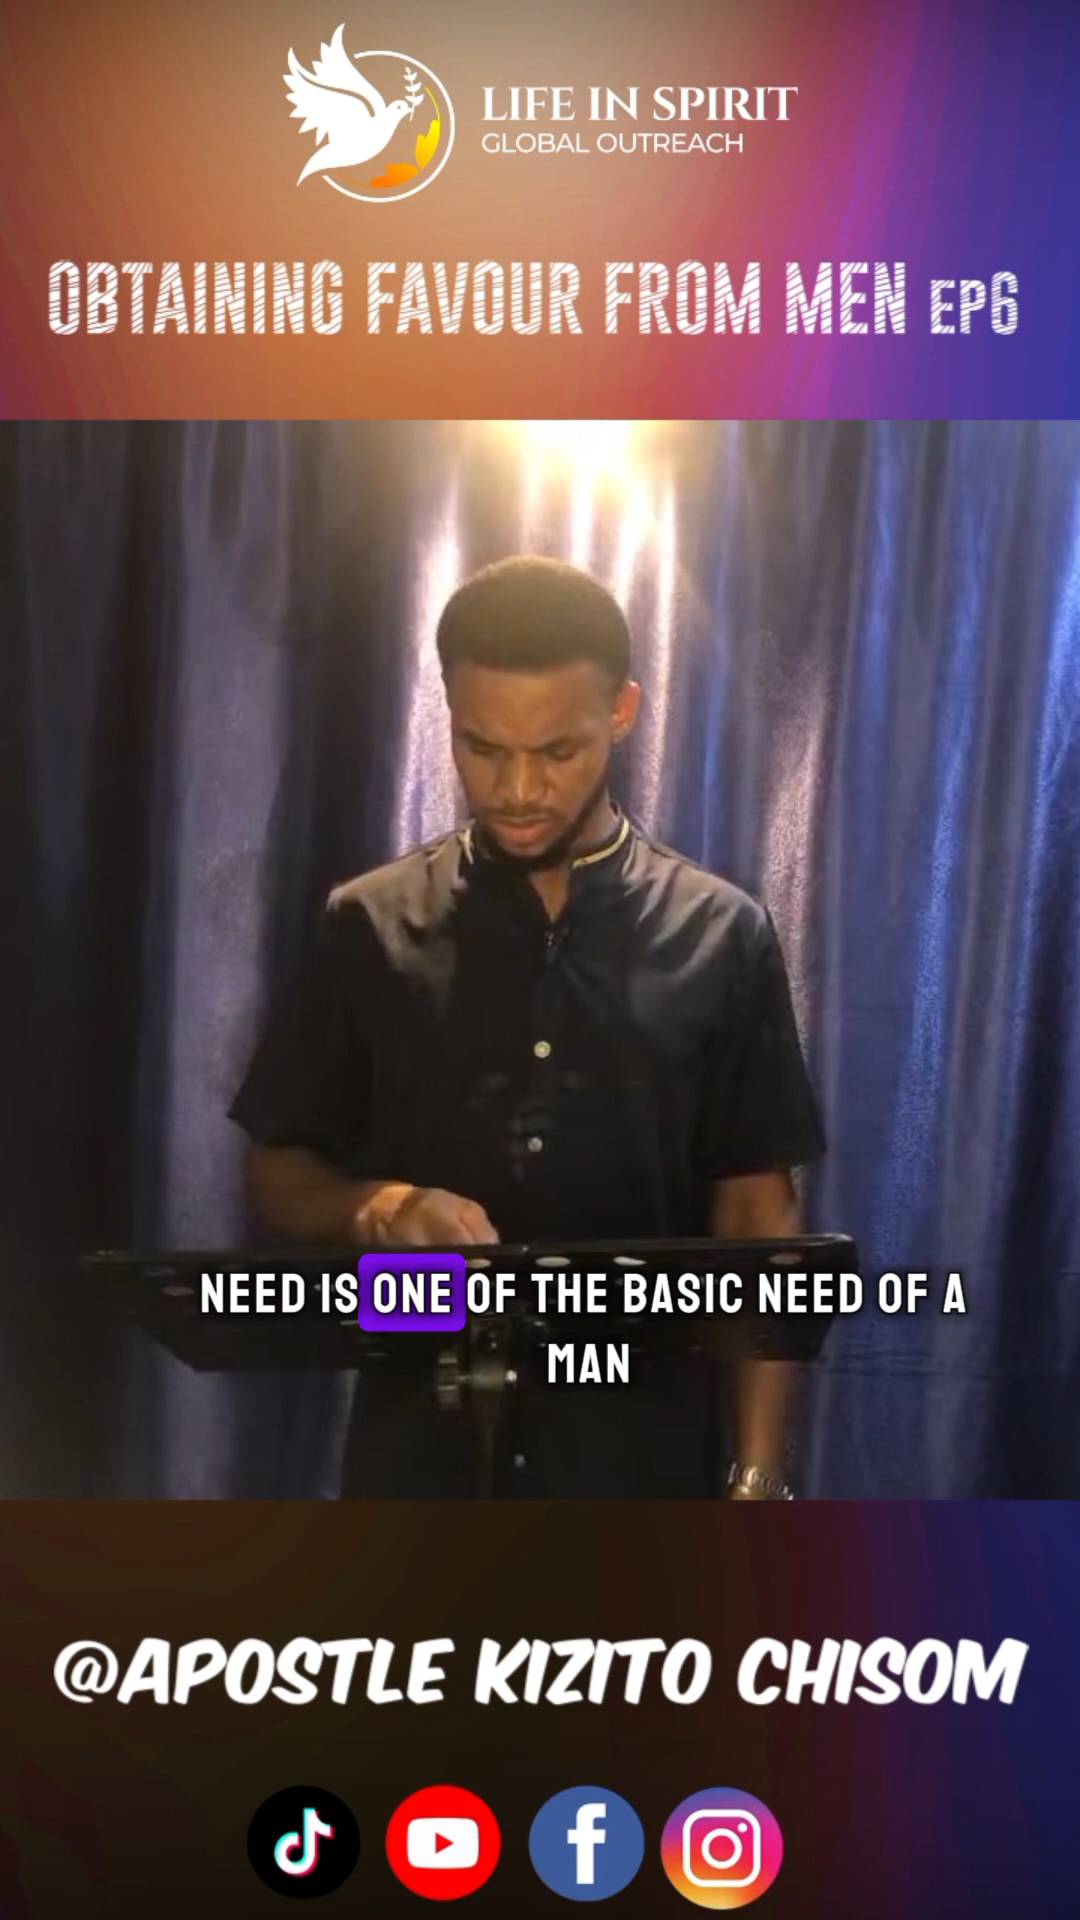 LIFE IN SPIRIT
GLOBAL OUTREACH
OBTAINING FAVOUR FROM MEN EP6
NEED IS ONE OF THE BASIC NEED OF A
MAN
@APOSTLE KIZITO CHISOM